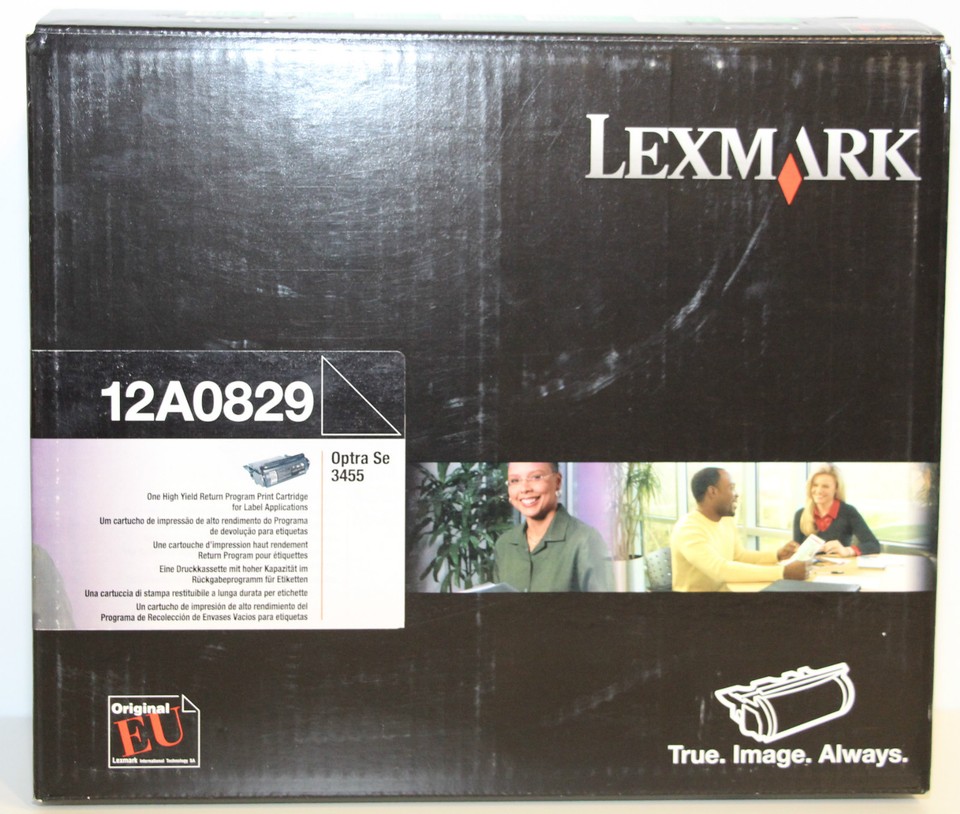 LEXMARK
12A0829
Optra Se
3455
One High Yield Return Program Print Cartridge
for Label Applications
Um cartucho de impressão de alto rendimento do Programa
de devolução para etiquetas
Une cartouche d'impression haut rendement
Return Program pour étiquettes
Eine Druckkassette mit hoher Kapazität im
Rückgabeprogramm für Etiketten
Una cartuccia di stampa restituibile a lunga durata per etichette
Un cartucho de impresión de alto rendimiento del
Programa de Recolección de Envases Vacíos para etiquetas
Original
EU
Lexmark International Technology SA
True. Image. Always.